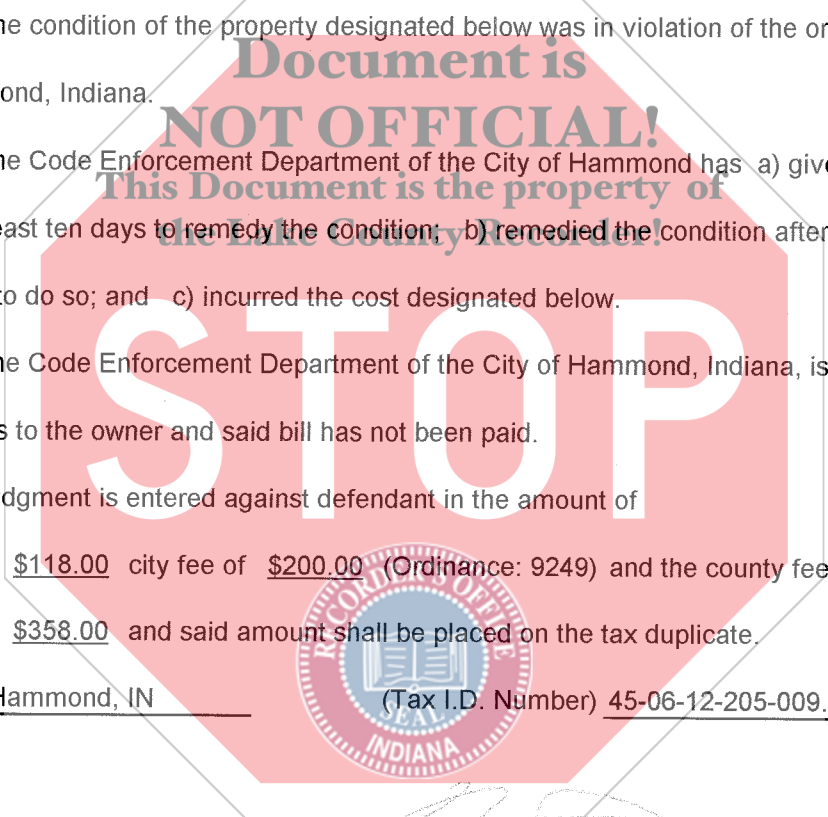 ne condition of the property designated below was in violation of the or
Document is
ond, Indiana.
NOT OFFICIAL!
ne Code Enforcement Department of the City of Hammond has a) give
This Document is the property of
east ten days to remedy the condition; b) remedied the condition after
the Lake County Recorder!
to do so; and c) incurred the cost designated below.
STOP
ne Code Enforcement Department of the City of Hammond, Indiana, is
s to the owner and said bill has not been paid.
dgment is entered against defendant in the amount of
$118.00 city fee of $200.00 (Ordinance: 9249) and the county fee
$358.00 and said amount shall be placed on the tax duplicate.
Hammond, IN (Tax I.D. Number) 45-06-12-205-009.
RECORDER'S OFFICE
SEAL
INDIANA